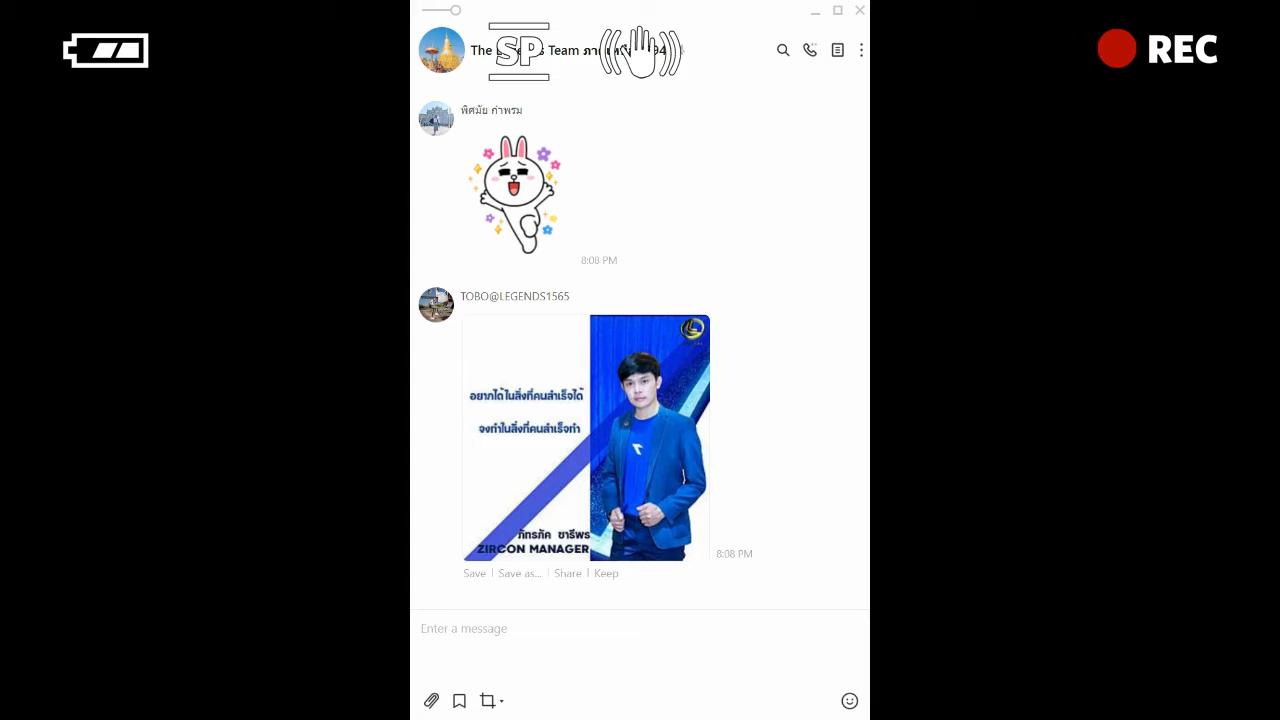 REC
SP
The
Team
พิศมัย ก๋าพรม
8:08 PM
TOBO@LEGENDS1565
อยากได้ในสิ่งที่คนสำเร็จได้
จงทำในสิ่งที่คนสำเร็จทำ
ภัทรภัค ชารีพร
ZIRCON MANAGER
8:08 PM
Save | Save as... | Share | Keep
Enter a message